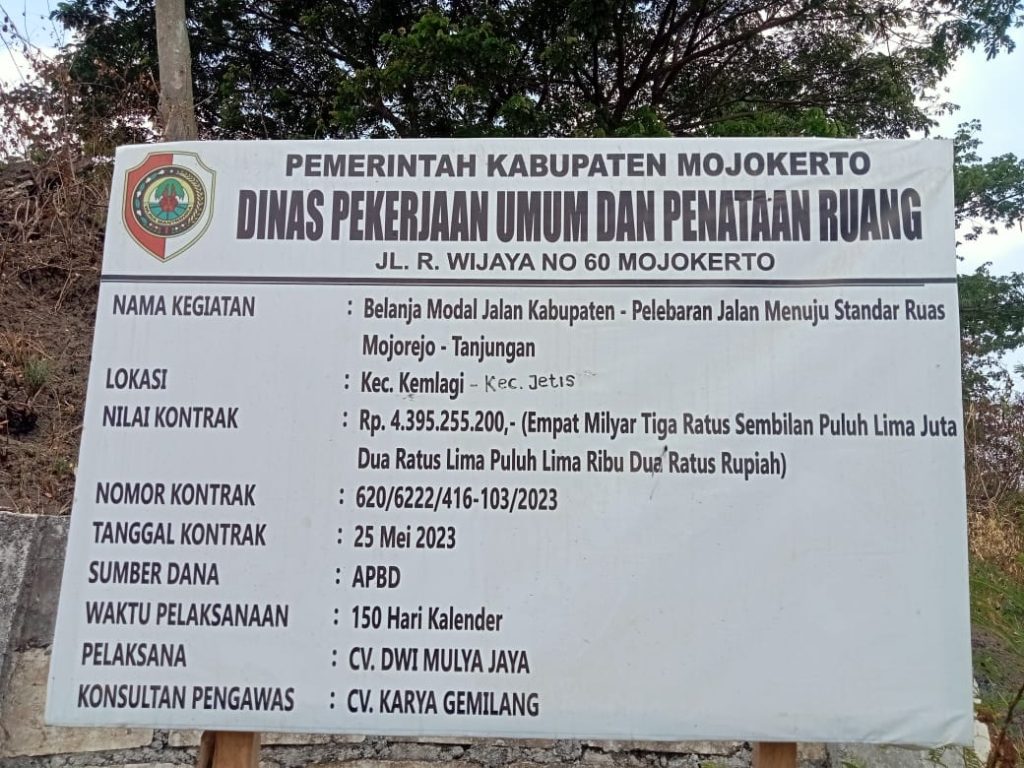 PEMERINTAH KABUPATEN MOJOKERTO
DINAS PEKERJAAN UMUM DAN PENATAAN RUANG
JL. R. WIJAYA NO 60 MOJOKERTO
NAMA KEGIATAN : Belanja Modal Jalan Kabupaten - Pelebaran Jalan Menuju Standar Ruas
Mojorejo - Tanjungan
LOKASI : Kec. Kemlagi - Kec. Jetis
NILAI KONTRAK : Rp. 4.395.255.200,- (Empat Milyar Tiga Ratus Sembilan Puluh Lima Juta
Dua Ratus Lima Puluh Lima Ribu Dua Ratus Rupiah)
NOMOR KONTRAK : 620/6222/416-103/2023
TANGGAL KONTRAK : 25 Mei 2023
SUMBER DANA : APBD
WAKTU PELAKSANAAN : 150 Hari Kalender
PELAKSANA : CV. DWI MULYA JAYA
KONSULTAN PENGAWAS : CV. KARYA GEMILANG